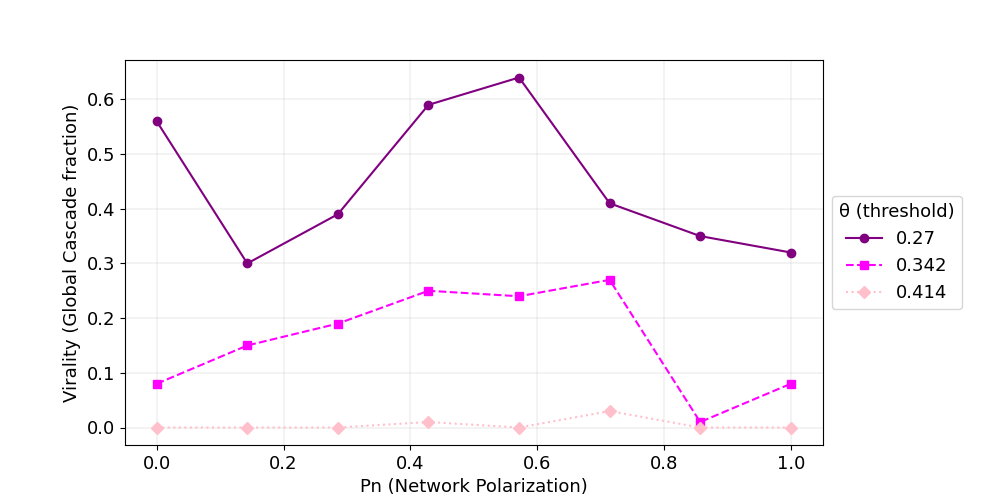 0.6
0.5
0.4
0.3
0.2
0.1
0.0
Virality (Global Cascade fraction)
0.0 0.2 0.4 0.6 0.8 1.0
Pn (Network Polarization)
θ (threshold)
0.27
0.342
0.414